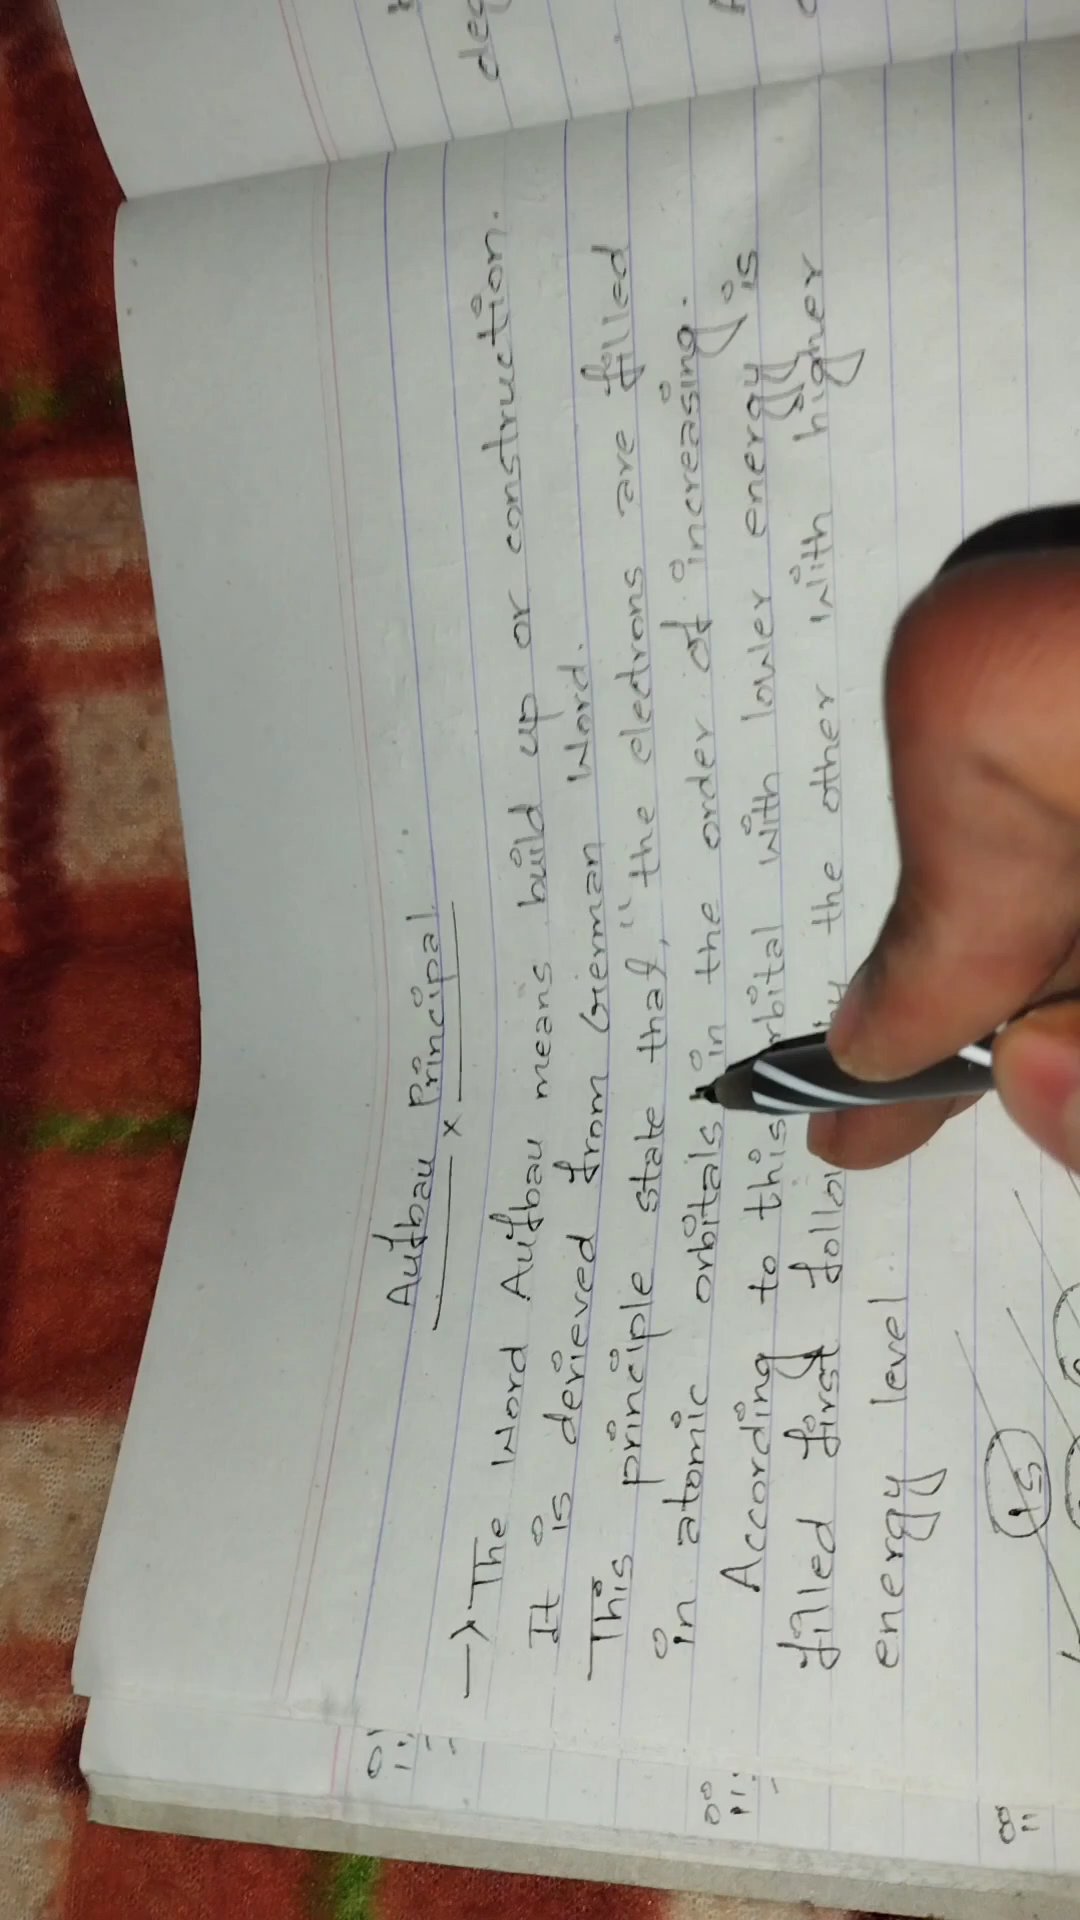 Aufbau Principal
x
→ The Word Aufbau means build up or construction.
It is derieved from German Word.
This principle state that, "the electrons are filled
in atomic orbitals in the order of increasing.
According to this orbital with lower energy is
filled first follow by the other with higher
energy level.
1s